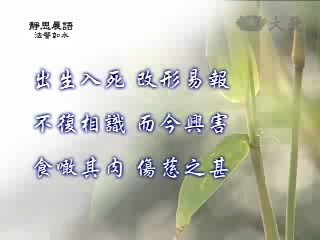 靜思晨語
法譬如水
大愛
出生入死 改形易報
不復相識 而今興害
食噉其肉 傷慈之甚